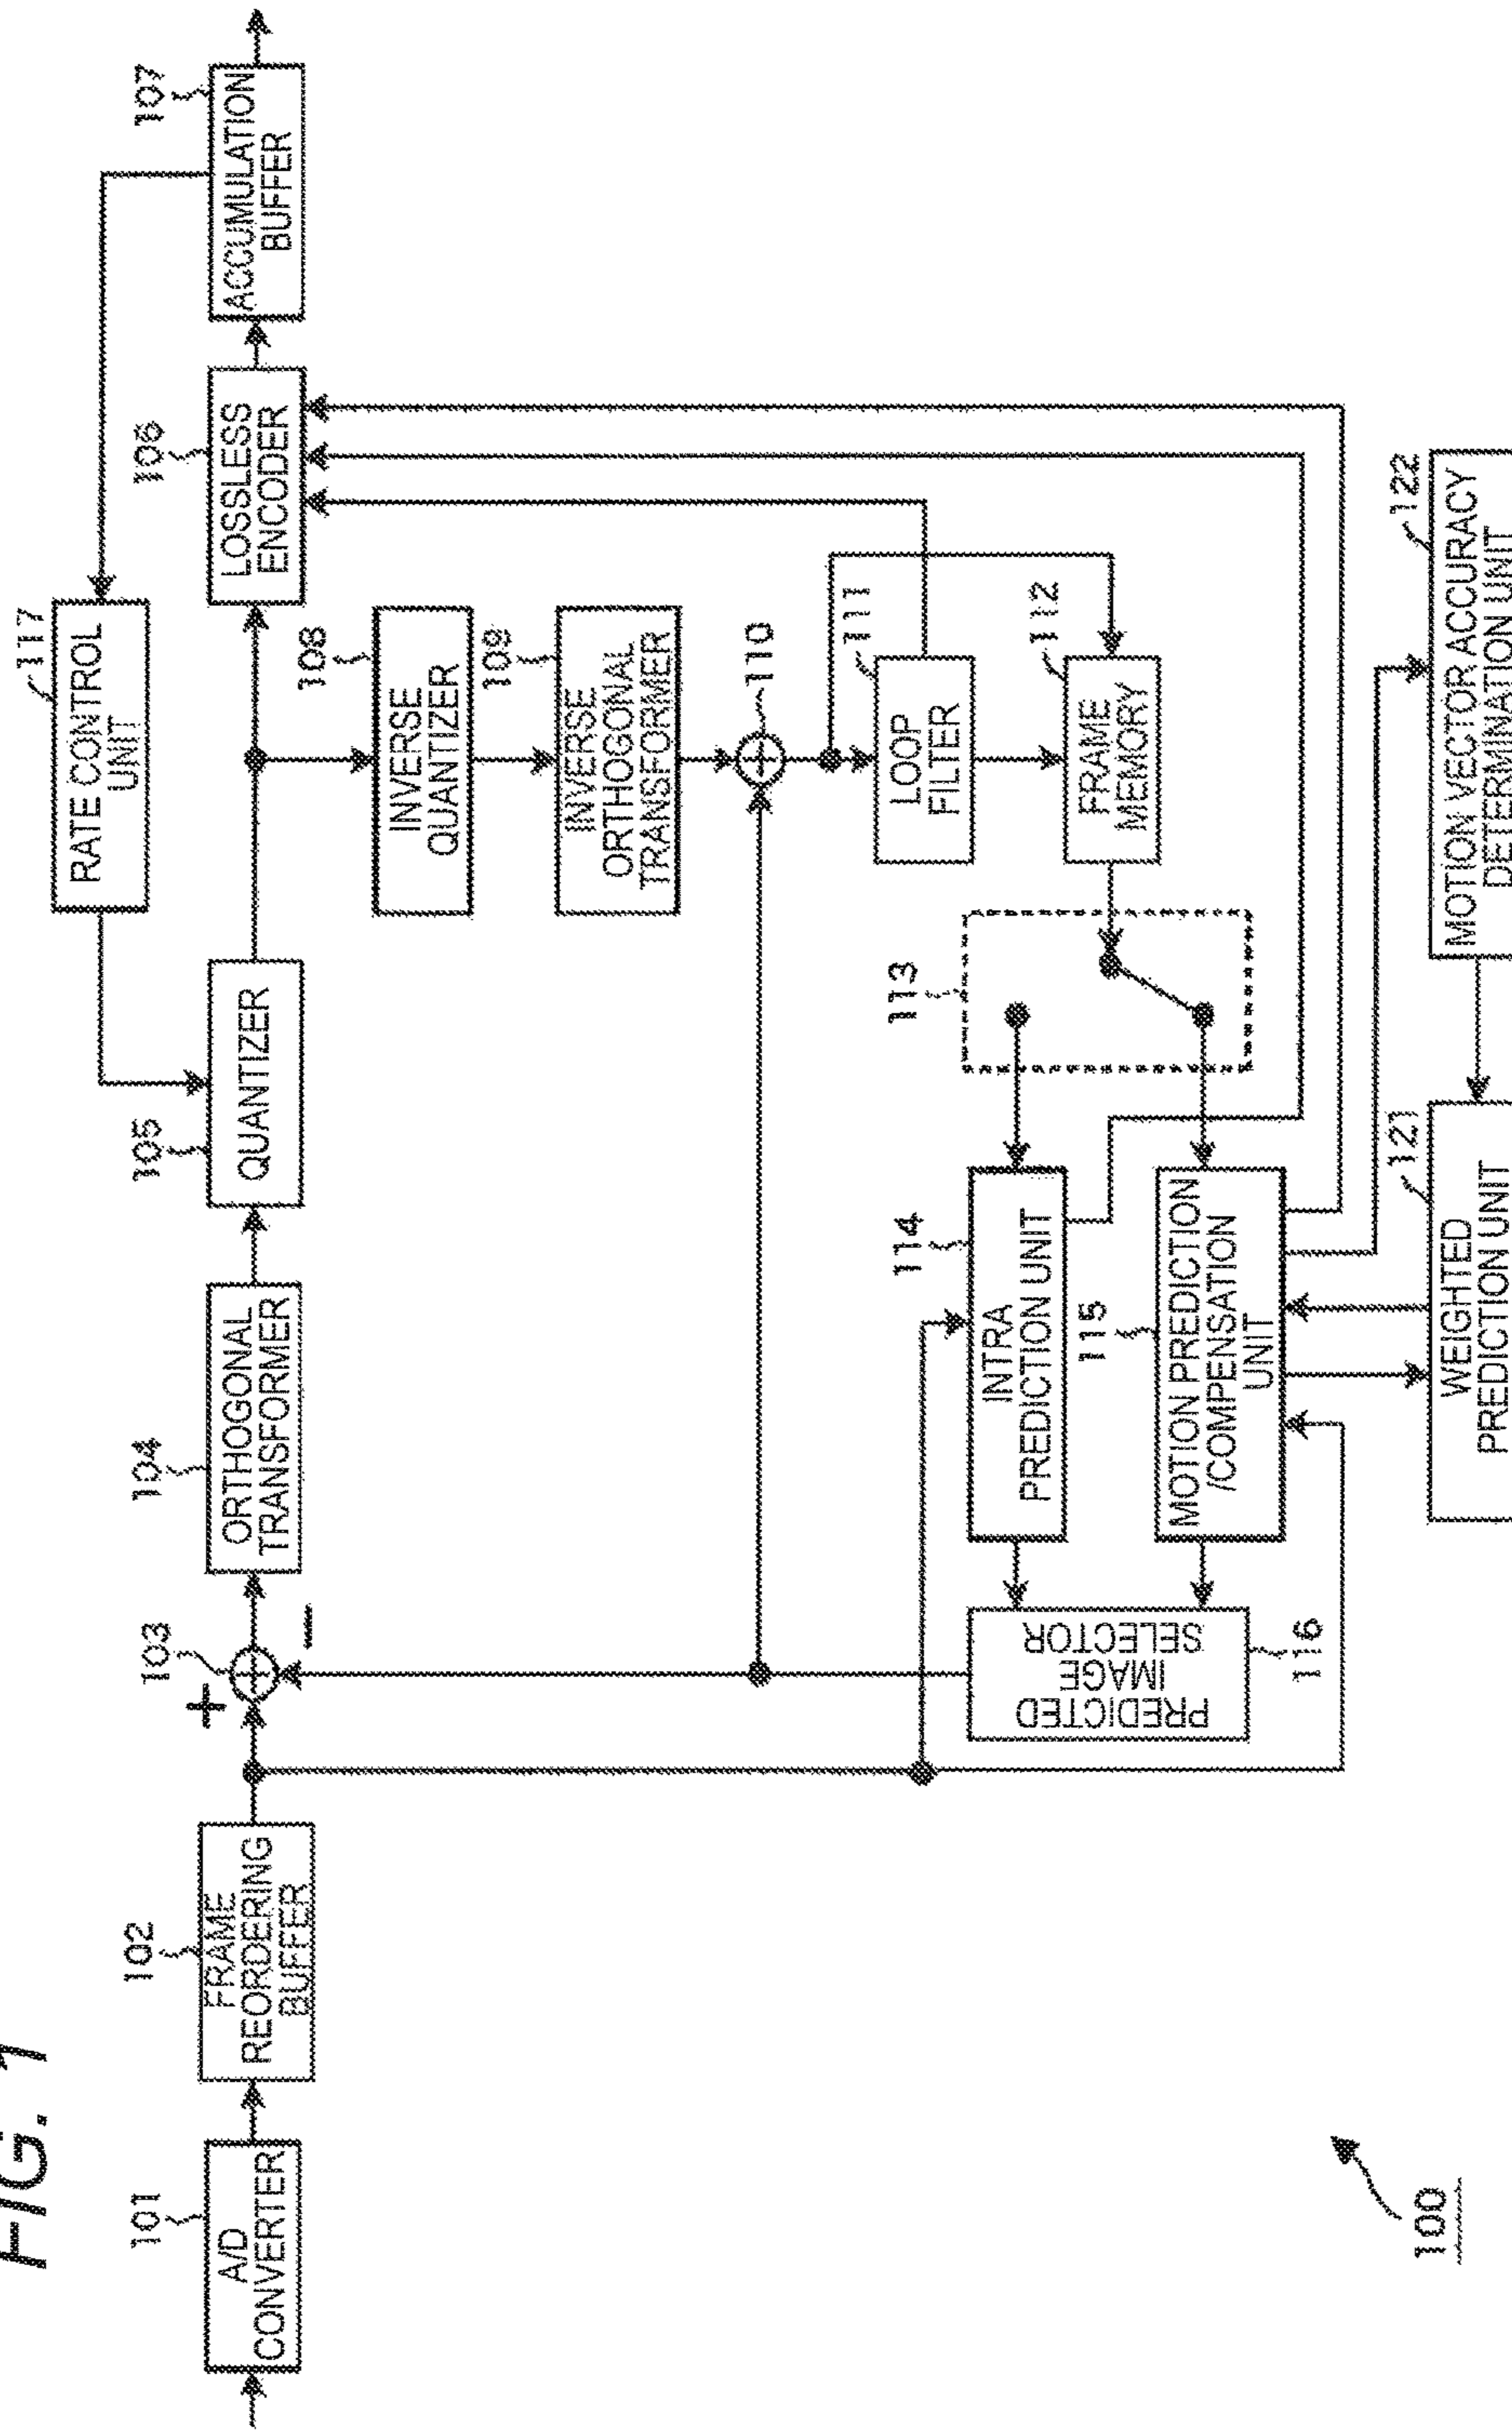 FIG. 1
117
RATE CONTROL
UNIT
101
A/D
CONVERTER
102
FRAME
REORDERING
BUFFER
103
+
−
104
ORTHOGONAL
TRANSFORMER
105
QUANTIZER
106
LOSSLESS
ENCODER
107
ACCUMULATION
BUFFER
108
INVERSE
QUANTIZER
109
INVERSE
ORTHOGONAL
TRANSFORMER
110
111
LOOP
FILTER
112
FRAME
MEMORY
113
114
INTRA
PREDICTION UNIT
115
MOTION PREDICTION
/COMPENSATION
UNIT
PREDICTED
IMAGE
SELECTOR
116
121
WEIGHTED
PREDICTION UNIT
122
MOTION VECTOR ACCURACY
DETERMINATION UNIT
100